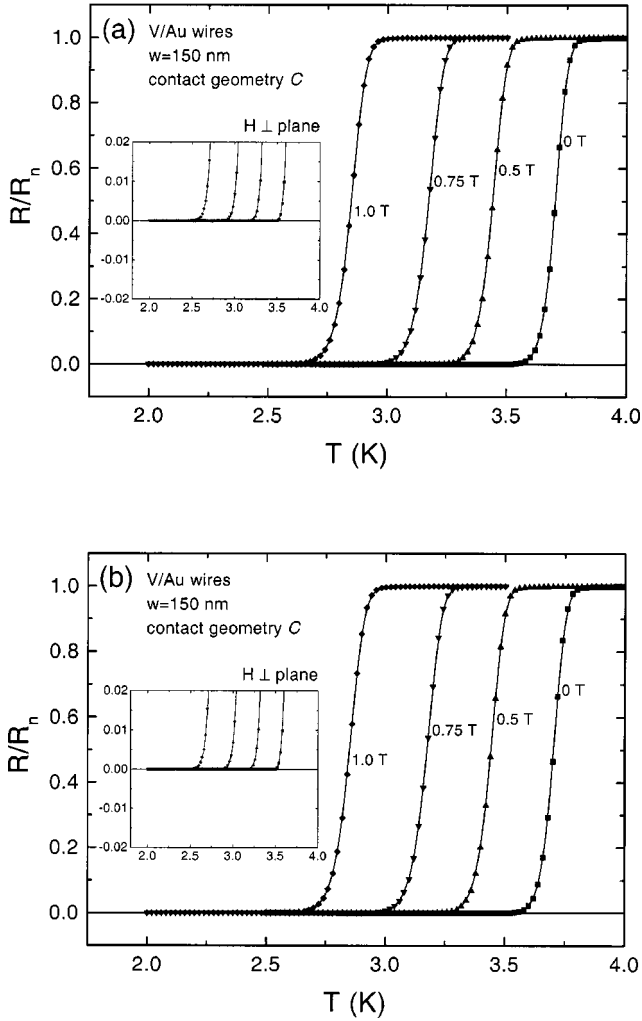 (a)
V/Au wires
w=150 nm
contact geometry C
H ⊥ plane
0.02
0.01
0.00
-0.01
-0.02
2.0 2.5 3.0 3.5 4.0
1.0 T
0.75 T
0.5 T
0 T
1.0
0.8
0.6
0.4
0.2
0.0
R/Rn
2.0 2.5 3.0 3.5 4.0
T (K)
(b)
V/Au wires
w=150 nm
contact geometry C
H ⊥ plane
0.02
0.01
0.00
-0.01
-0.02
2.0 2.5 3.0 3.5 4.0
1.0 T
0.75 T
0.5 T
0 T
1.0
0.8
0.6
0.4
0.2
0.0
R/Rn
2.0 2.5 3.0 3.5 4.0
T (K)